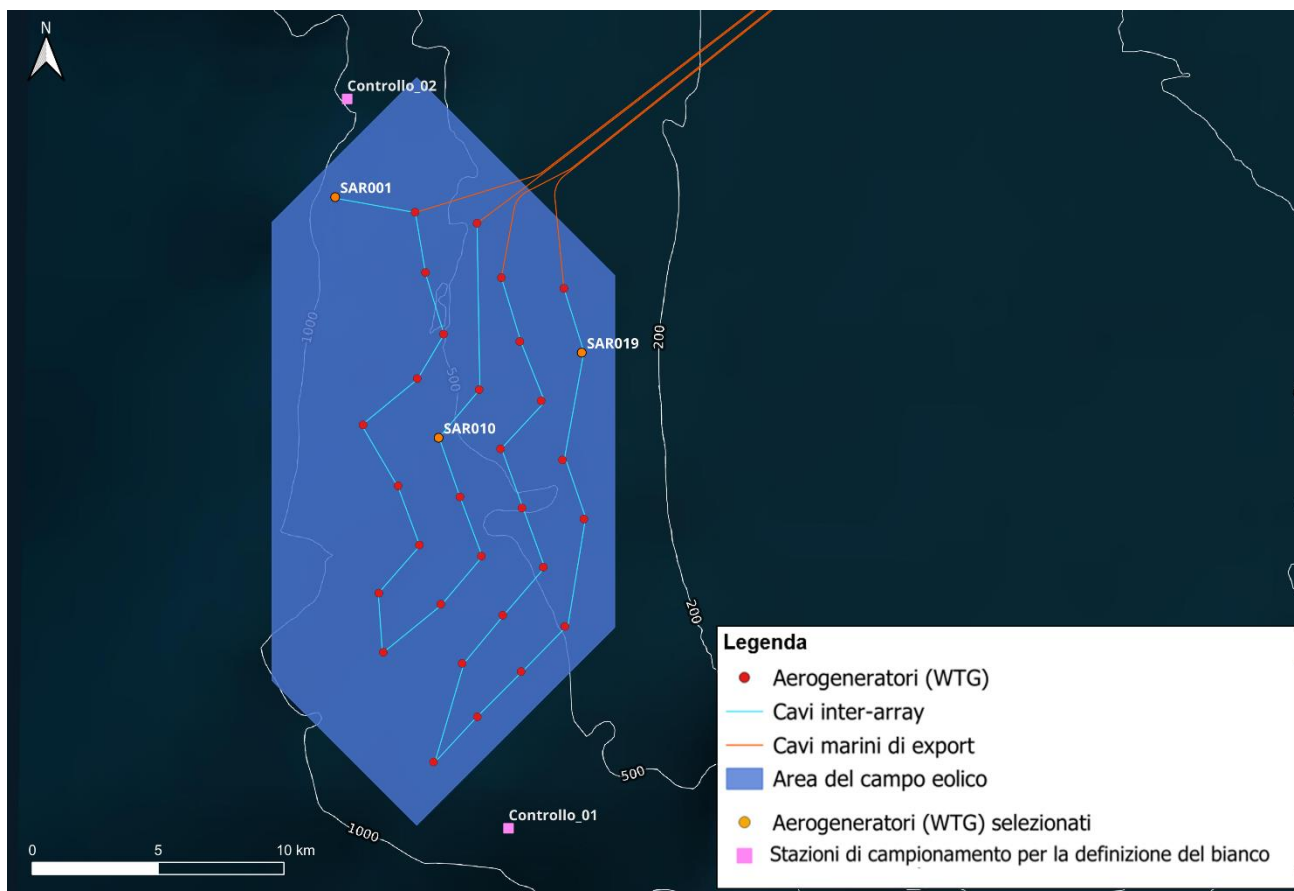 N
Controllo_02
SAR001
1000
200
SAR019
500
SAR010
200
500
Controllo_01
1000
0 5 10 km
Legenda
Aerogeneratori (WTG)
Cavi inter-array
Cavi marini di export
Area del campo eolico
Aerogeneratori (WTG) selezionati
Stazioni di campionamento per la definizione del bianco